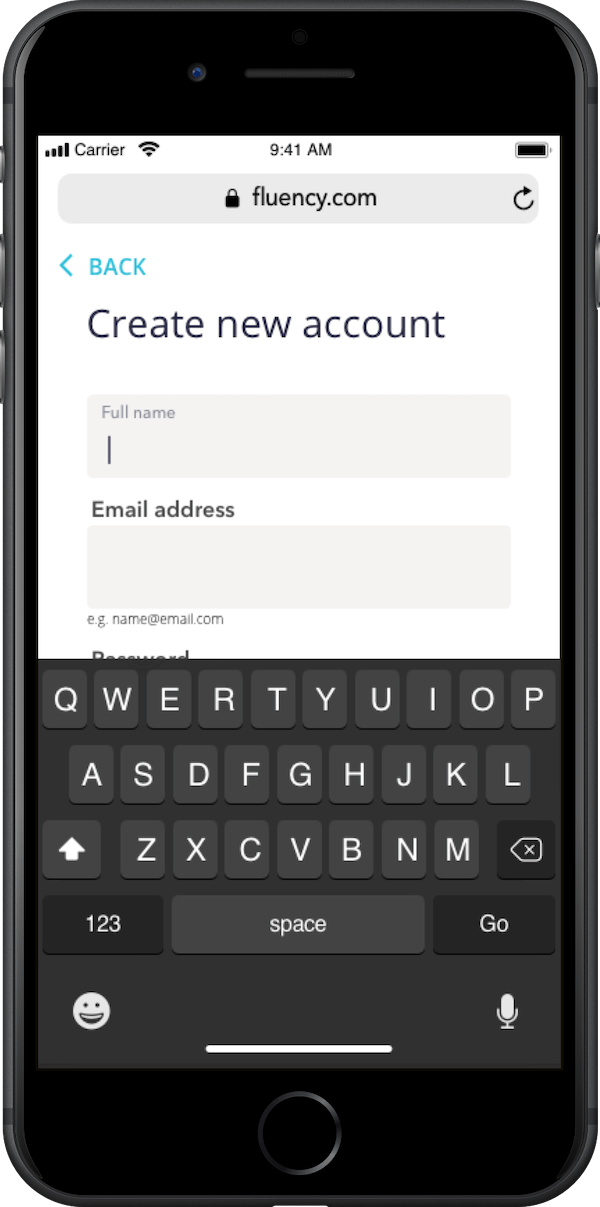 Carrier 9:41 AM
fluency.com
BACK
Create new account
Full name
Email address
e.g. name@email.com
Password
Q W E R T Y U I O P
A S D F G H J K L
Z X C V B N M
123 space Go